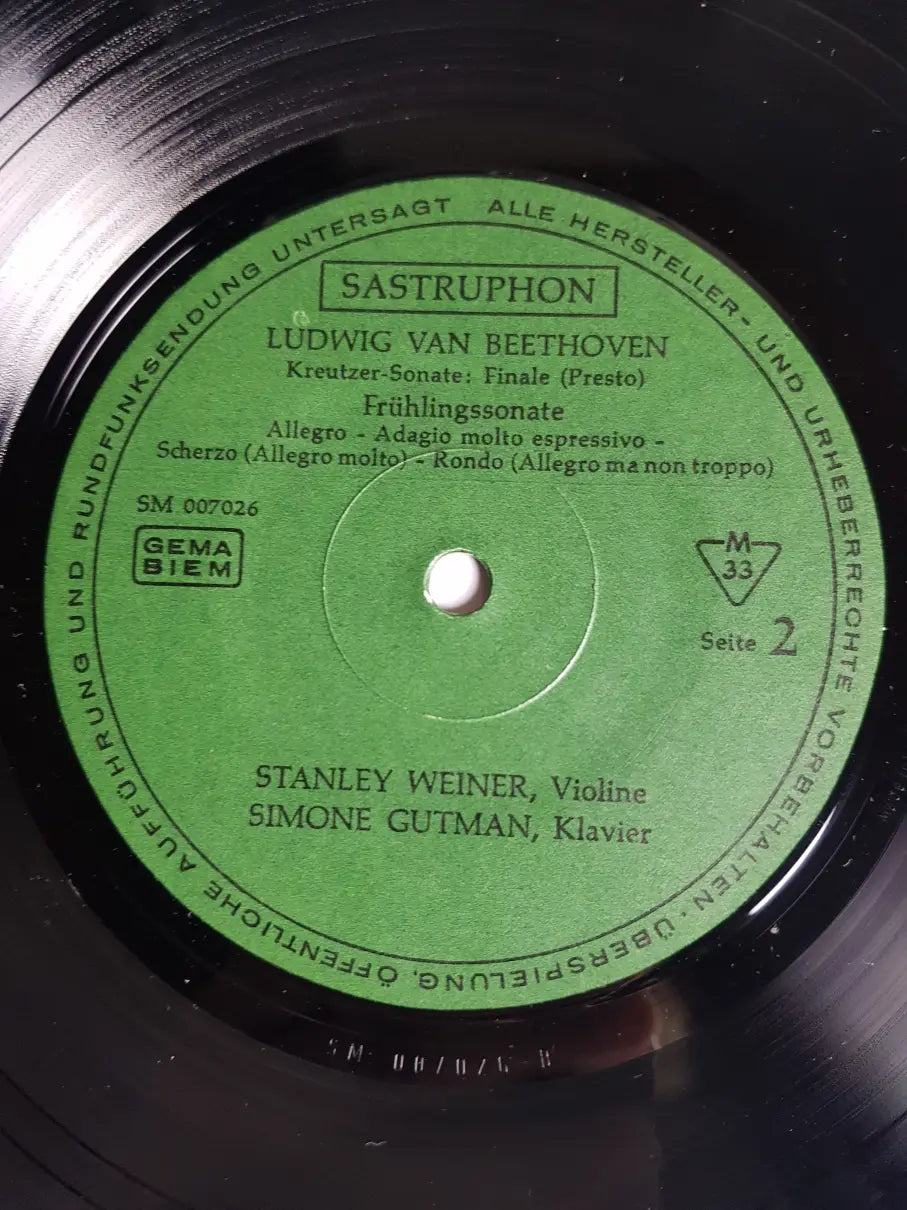 ALLE HERSTELLER- UND URHEBERRECHTE VORBEHALTEN · ÜBERSPIELUNG, ÖFFENTLICHE AUFFÜHRUNG UND RUNDFUNKSENDUNG UNTERSAGT
SASTRUPHON
LUDWIG VAN BEETHOVEN
Kreutzer-Sonate: Finale (Presto)
Frühlingssonate
Allegro - Adagio molto espressivo -
Scherzo (Allegro molto) - Rondo (Allegro ma non troppo)
SM 007026
GEMA
BIEM
M
33
Seite 2
STANLEY WEINER, Violine
SIMONE GUTMAN, Klavier
SM